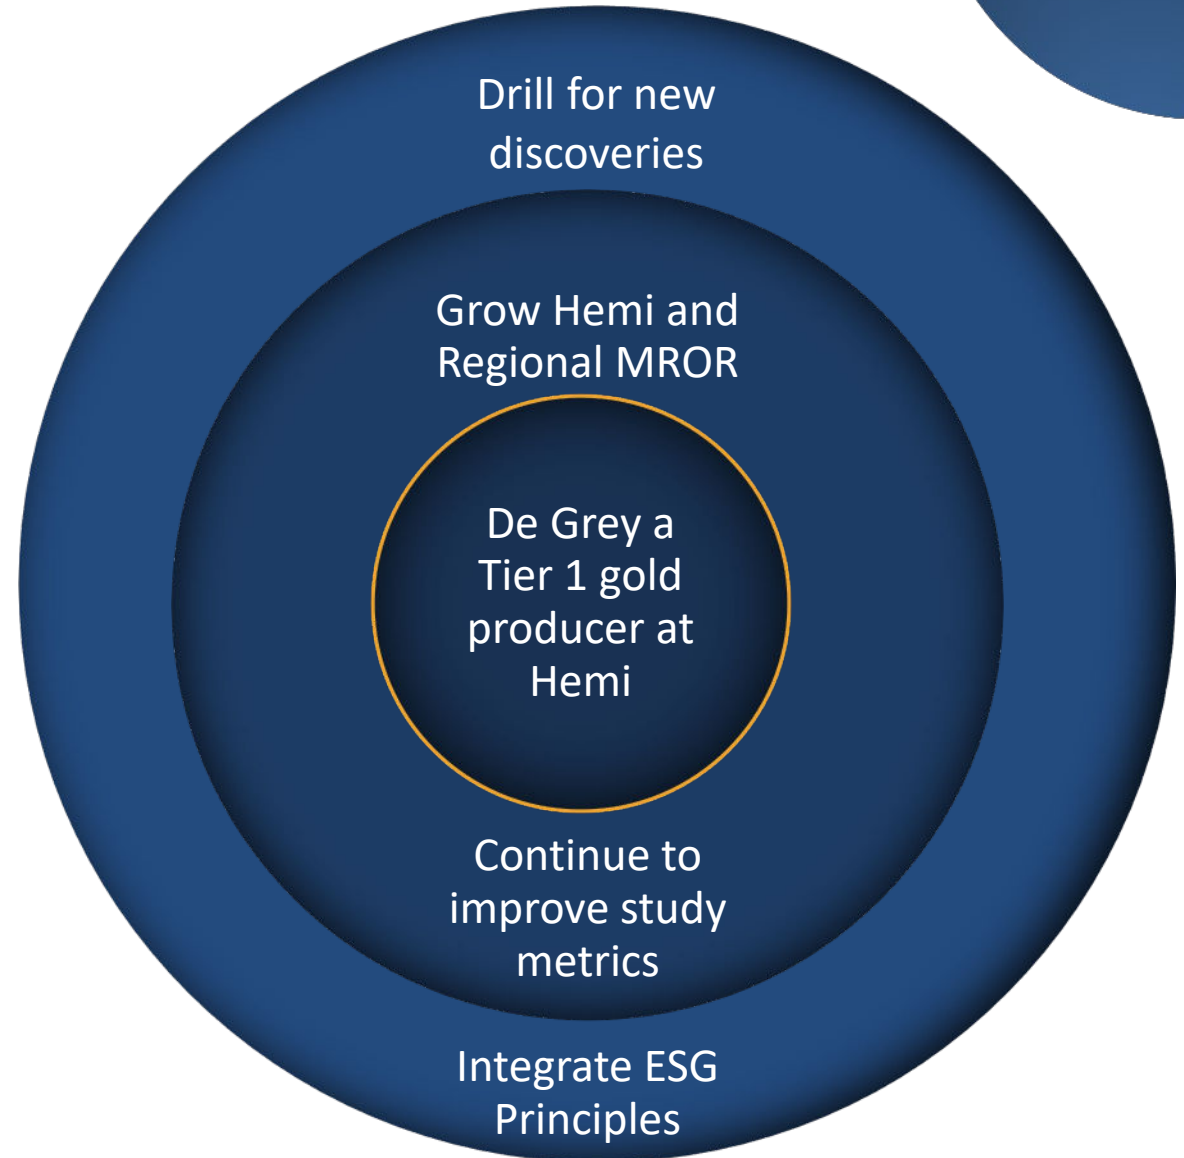 Drill for new
discoveries
Grow Hemi and
Regional MROR
De Grey a
Tier 1 gold
producer at
Hemi
Continue to
improve study
metrics
Integrate ESG
Principles